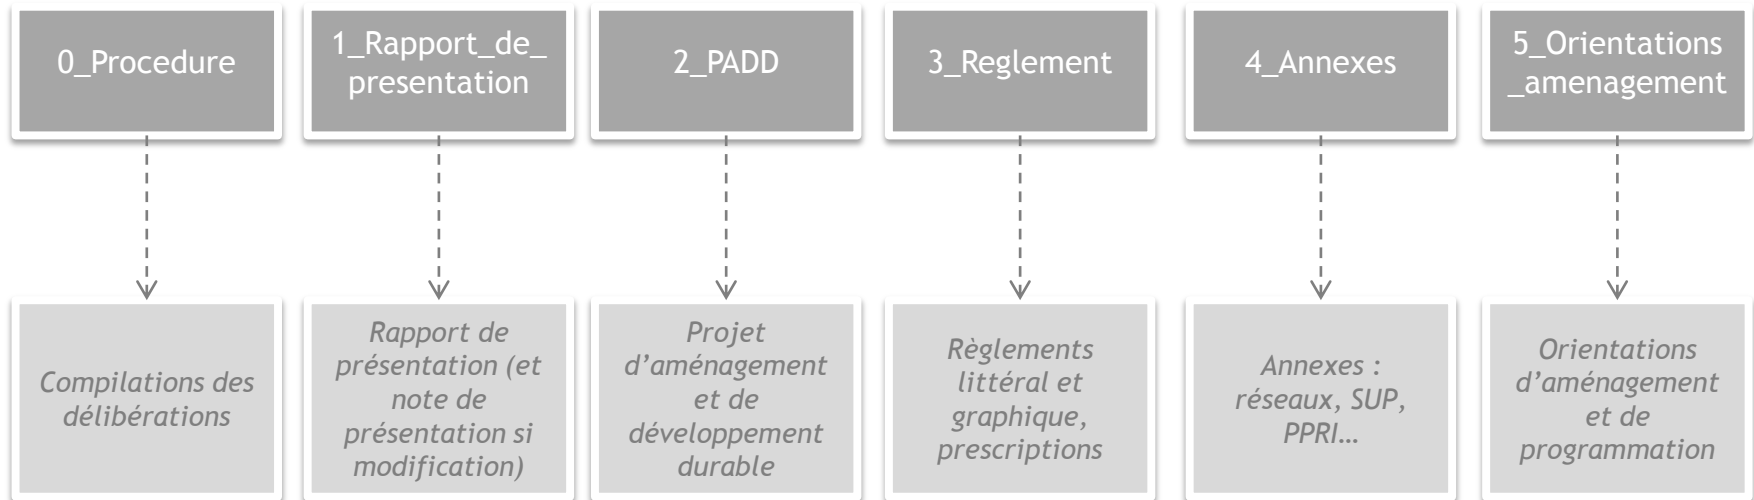 0_Procedure
1_Rapport_de_
presentation
2_PADD
3_Reglement
4_Annexes
5_Orientations
_amenagement
Compilations des
délibérations
Rapport de
présentation (et
note de
présentation si
modification)
Projet
d’aménagement
et de
développement
durable
Règlements
littéral et
graphique,
prescriptions
Annexes :
réseaux, SUP,
PPRI…
Orientations
d’aménagement
et de
programmation